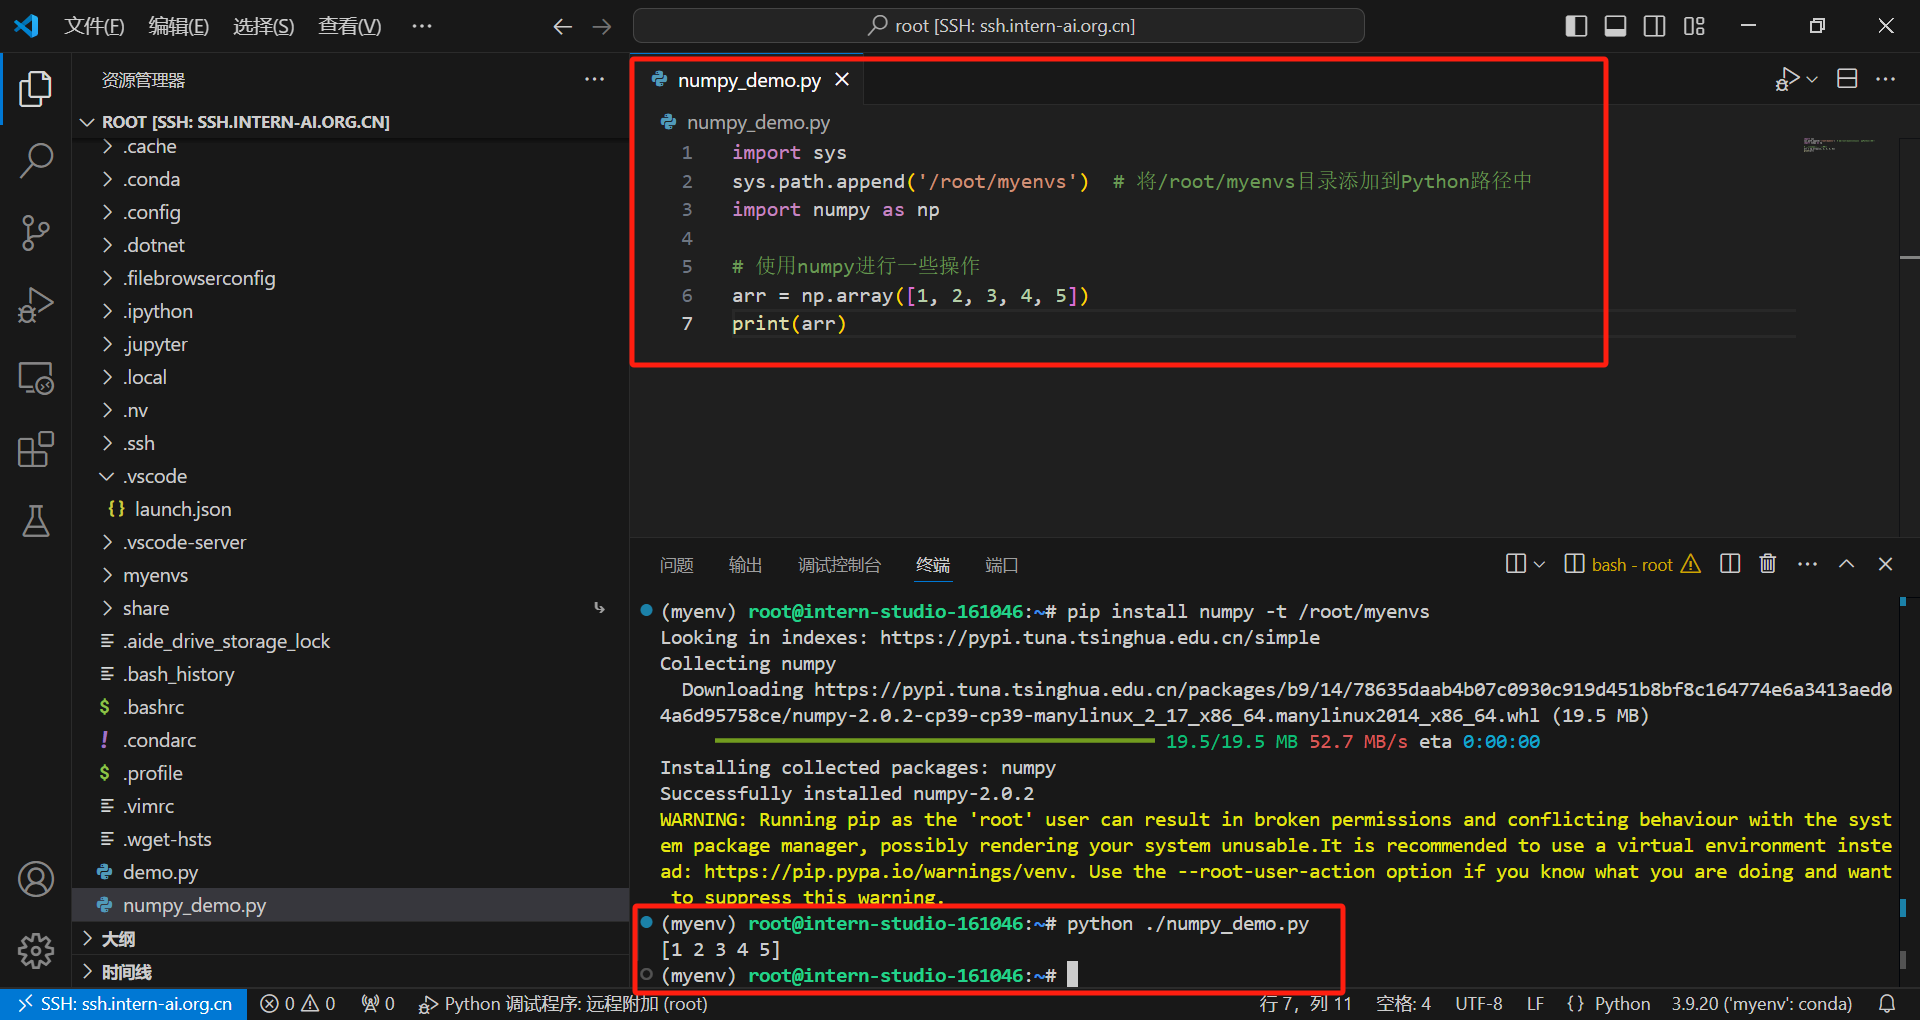 文件(F) 编辑(E) 选择(S) 查看(V) ··· root [SSH: ssh.intern-ai.org.cn]
资源管理器 ···
ROOT [SSH: SSH.INTERN-AI.ORG.CN]
.cache
.conda
.config
.dotnet
.filebrowserconfig
.ipython
.jupyter
.local
.nv
.ssh
.vscode
{} launch.json
.vscode-server
myenvs
share
.aide_drive_storage_lock
.bash_history
$ .bashrc
! .condarc
$ .profile
.vimrc
.wget-hsts
demo.py
numpy_demo.py
大纲
时间线
numpy_demo.py
numpy_demo.py
1 import sys
2 sys.path.append('/root/myenvs') # 将/root/myenvs目录添加到Python路径中
3 import numpy as np
4
5 # 使用numpy进行一些操作
6 arr = np.array([1, 2, 3, 4, 5])
7 print(arr)
问题 输出 调试控制台 终端 端口 bash - root
(myenv) root@intern-studio-161046:~# pip install numpy -t /root/myenvs
Looking in indexes: https://pypi.tuna.tsinghua.edu.cn/simple
Collecting numpy
Downloading https://pypi.tuna.tsinghua.edu.cn/packages/b9/14/78635daab4b07c0930c919d451b8bf8c164774e6a3413aed0
4a6d95758ce/numpy-2.0.2-cp39-cp39-manylinux_2_17_x86_64.manylinux2014_x86_64.whl (19.5 MB)
19.5/19.5 MB 52.7 MB/s eta 0:00:00
Installing collected packages: numpy
Successfully installed numpy-2.0.2
WARNING: Running pip as the 'root' user can result in broken permissions and conflicting behaviour with the syst
em package manager, possibly rendering your system unusable.It is recommended to use a virtual environment inste
ad: https://pip.pypa.io/warnings/venv. Use the --root-user-action option if you know what you are doing and want
to suppress this warning.
(myenv) root@intern-studio-161046:~# python ./numpy_demo.py
[1 2 3 4 5]
(myenv) root@intern-studio-161046:~#
SSH: ssh.intern-ai.org.cn 0 0 0 Python 调试程序: 远程附加 (root) 行 7, 列 11 空格: 4 UTF-8 LF {} Python 3.9.20 ('myenv': conda)